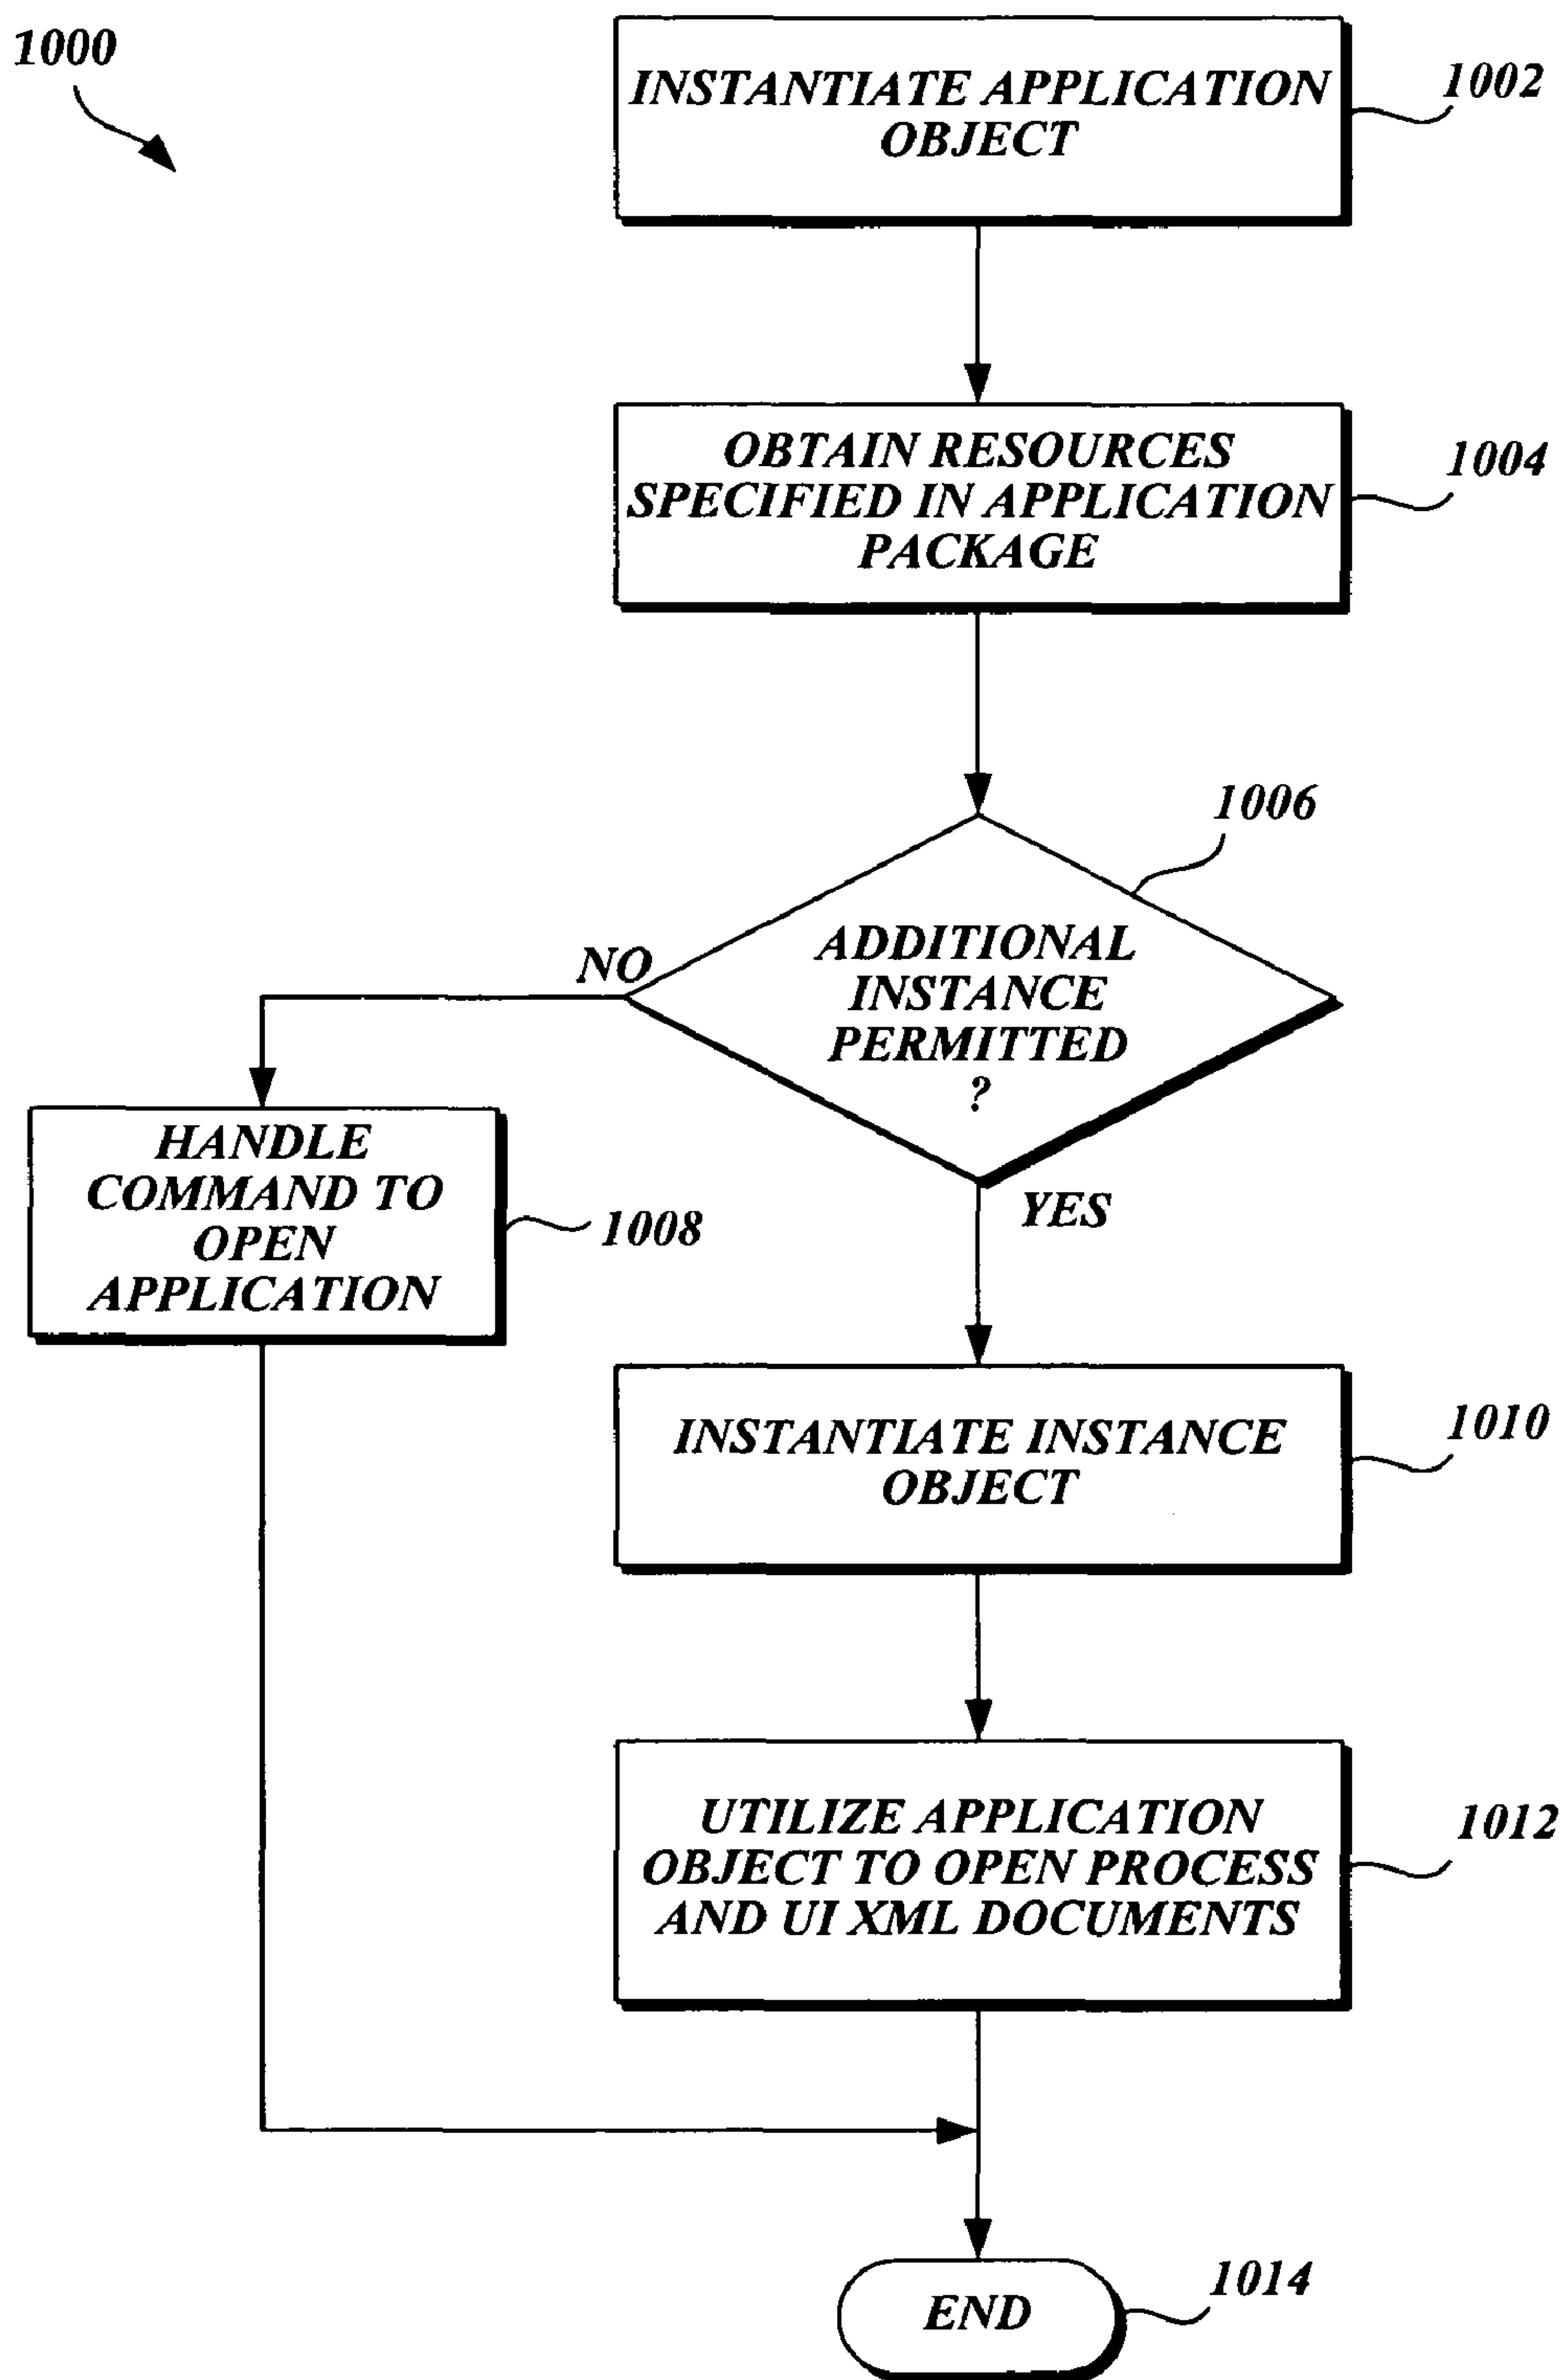 1000
INSTANTIATE APPLICATION
OBJECT
1002
OBTAIN RESOURCES
SPECIFIED IN APPLICATION
PACKAGE
1004
1006
ADDITIONAL
INSTANCE
PERMITTED
?
NO
YES
HANDLE
COMMAND TO
OPEN
APPLICATION
1008
INSTANTIATE INSTANCE
OBJECT
1010
UTILIZE APPLICATION
OBJECT TO OPEN PROCESS
AND UI XML DOCUMENTS
1012
END
1014